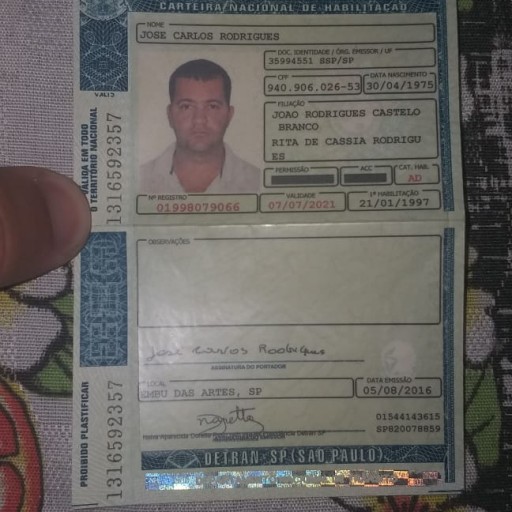 CARTEIRA NACIONAL DE HABILITAÇÃO
NOME
JOSE CARLOS RODRIGUES
DOC. IDENTIDADE / ÓRG. EMISSOR / UF
35994551 SSP/SP
CPF
940.906.026-53
DATA NASCIMENTO
30/04/1975
FILIAÇÃO
JOAO RODRIGUES CASTELO
BRANCO
RITA DE CASSIA RODRIGU
ES
PERMISSÃO
ACC
CAT. HAB.
AD
Nº REGISTRO
01998079066
VALIDADE
07/07/2021
1ª HABILITAÇÃO
21/01/1997
VÁLIDA EM TODO
O TERRITÓRIO NACIONAL
1316592357
OBSERVAÇÕES
Jose Carlos Rodrigues
ASSINATURA DO PORTADOR
LOCAL
EMBU DAS ARTES, SP
DATA EMISSÃO
05/08/2016
01544143615
SP820078859
DETRAN-SP(SAO PAULO)
PROIBIDO PLASTIFICAR
1316592357